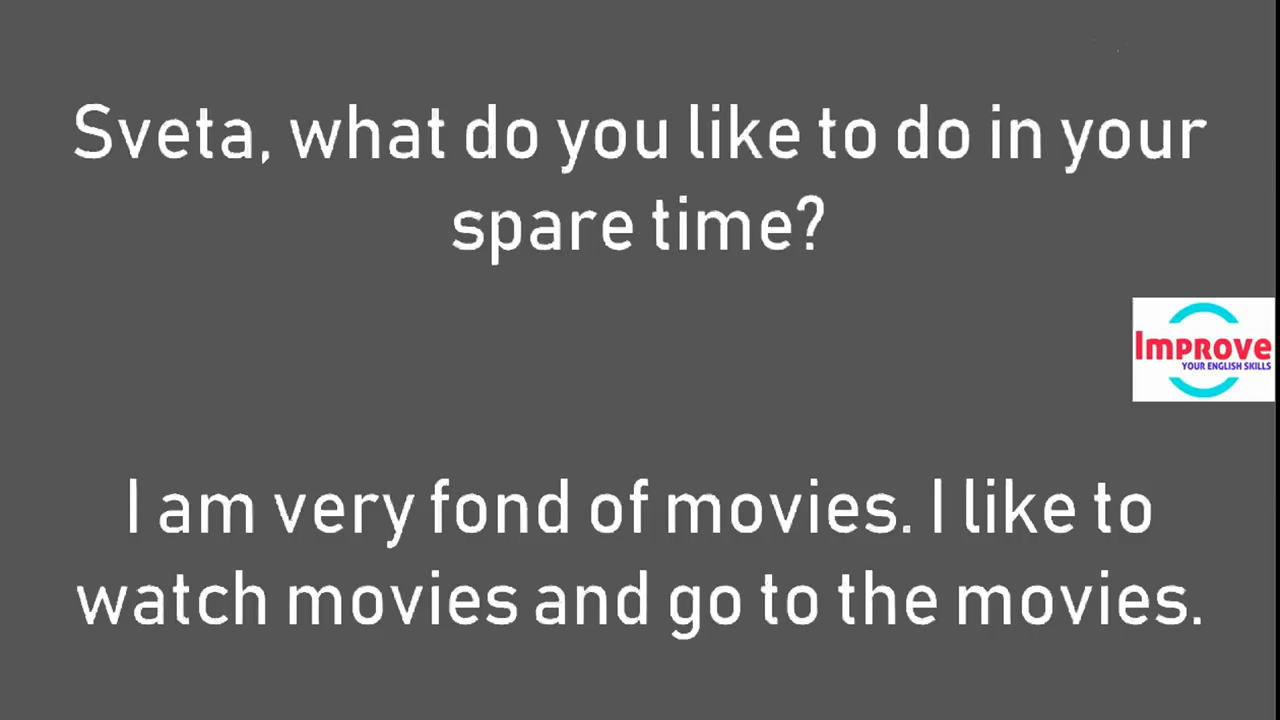 Sveta, what do you like to do in your
spare time?
Improve
YOUR ENGLISH SKILLS
I am very fond of movies. I like to
watch movies and go to the movies.